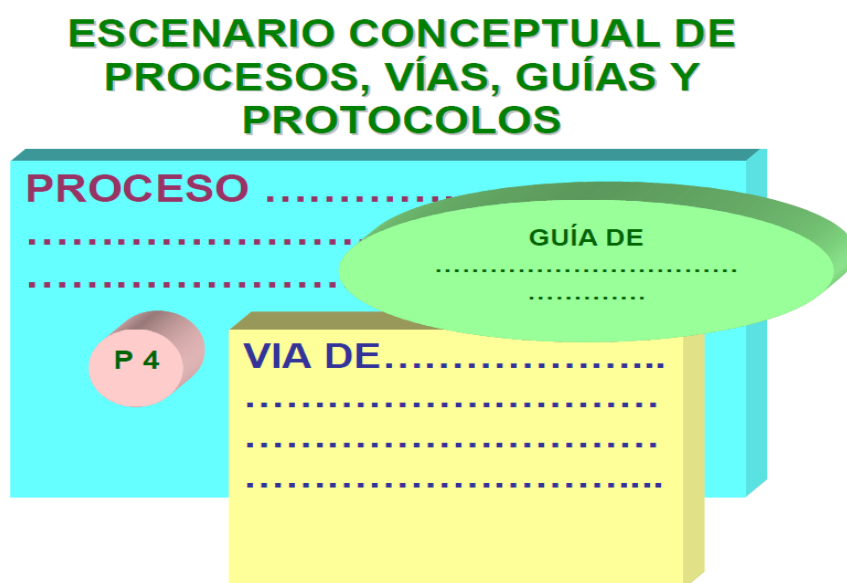 ESCENARIO CONCEPTUAL DE
PROCESOS, VÍAS, GUÍAS Y
PROTOCOLOS
PROCESO ..............
........................
........................
GUÍA DE
.................................
.............
P 4
VIA DE.....................
............................
............................
..............................